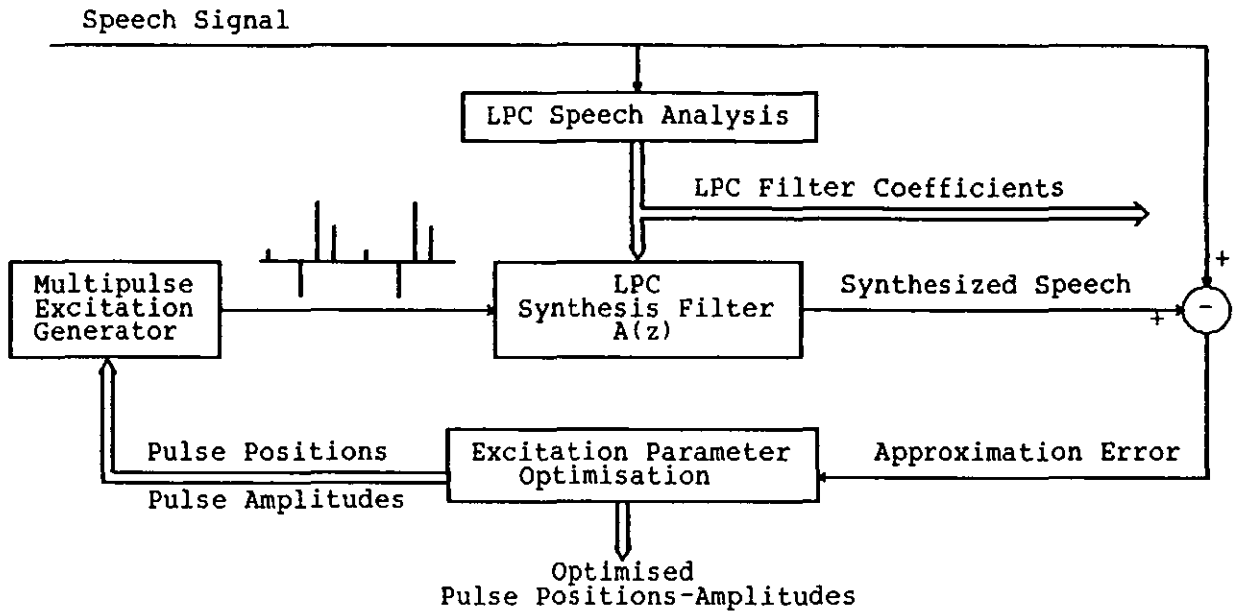 Speech Signal
LPC Speech Analysis
LPC Filter Coefficients
Multipulse
Excitation
Generator
LPC
Synthesis Filter
A(z)
Synthesized Speech
+
+
-
Pulse Positions
Pulse Amplitudes
Excitation Parameter
Optimisation
Approximation Error
Optimised
Pulse Positions-Amplitudes